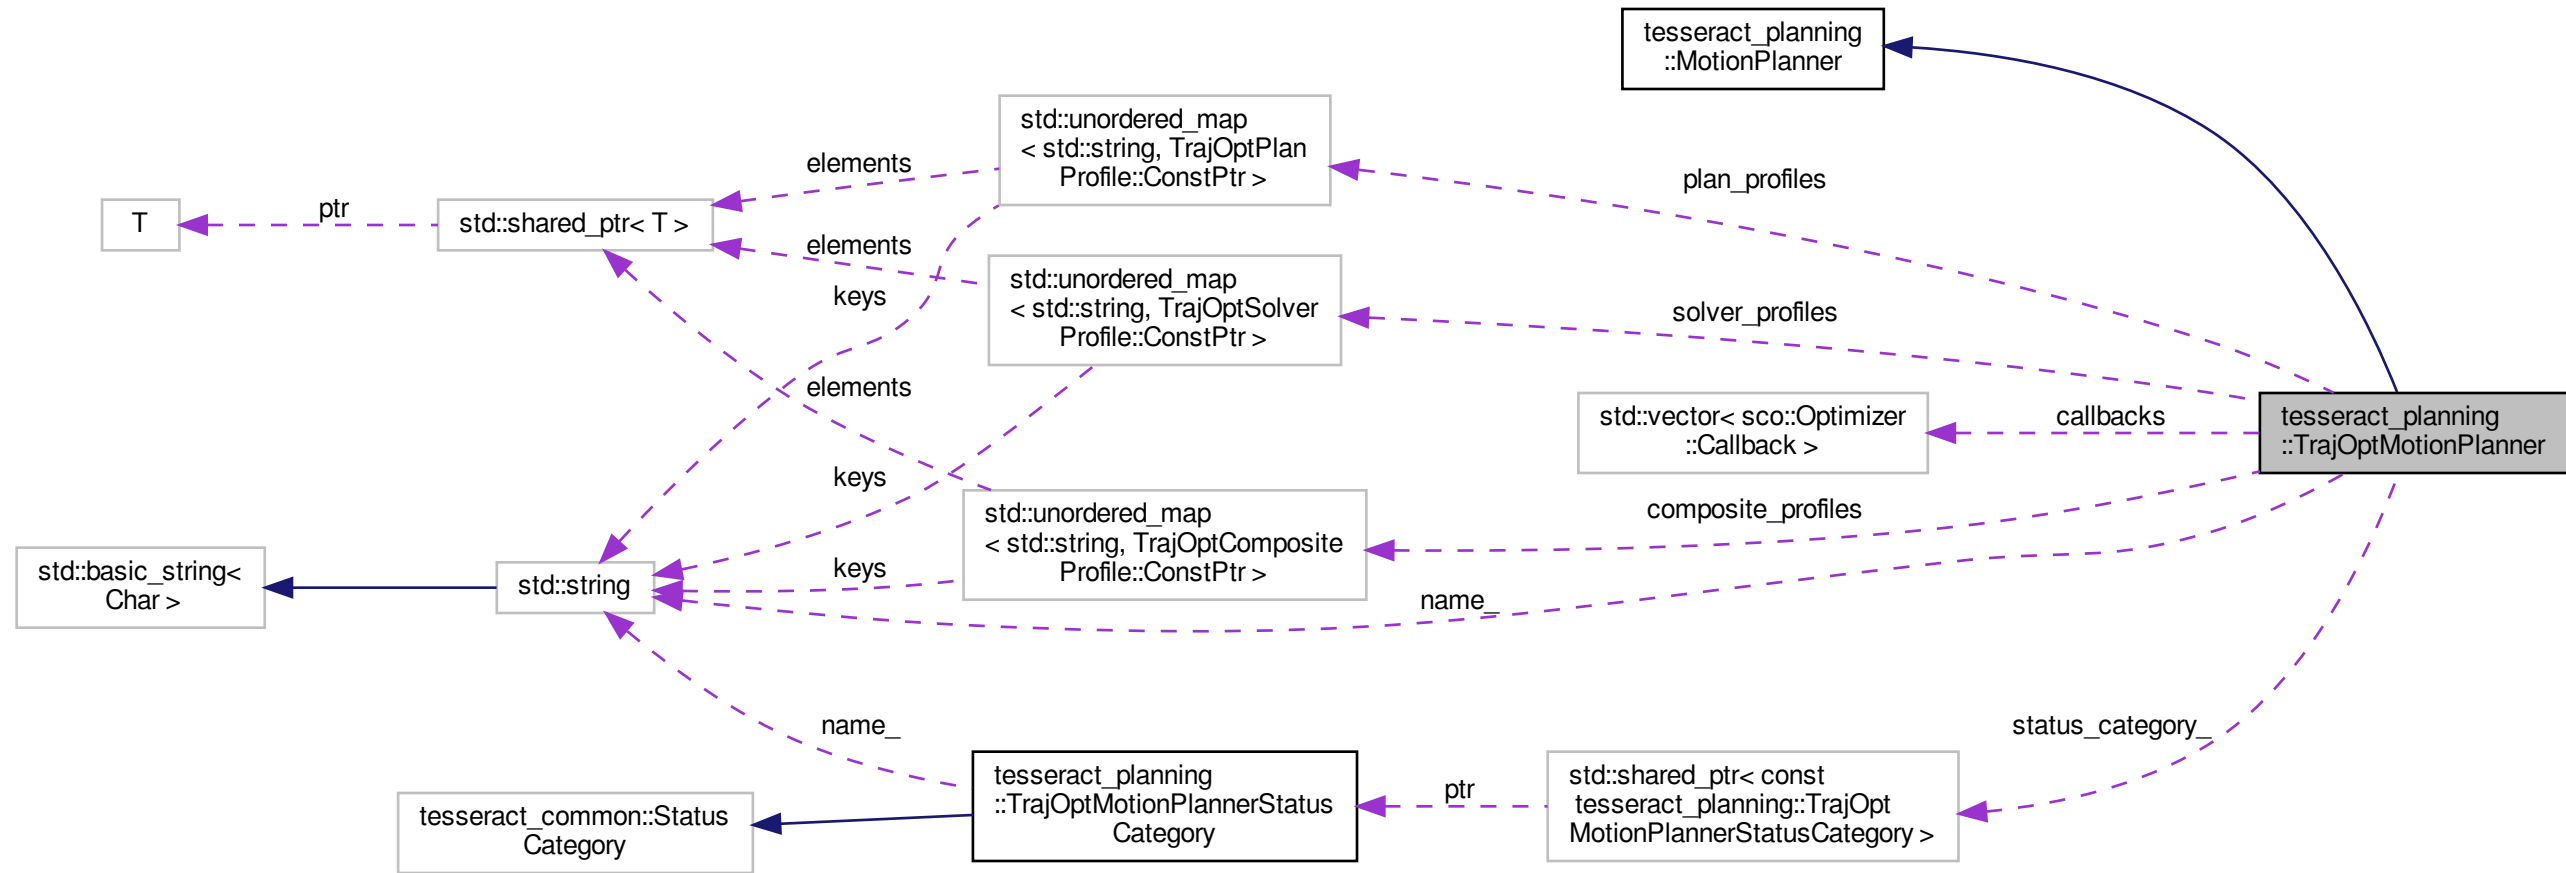 tesseract_planning
::MotionPlanner
std::unordered_map
< std::string, TrajOptPlan
Profile::ConstPtr >
elements
plan_profiles
T
ptr
std::shared_ptr< T >
elements
keys
std::unordered_map
< std::string, TrajOptSolver
Profile::ConstPtr >
solver_profiles
elements
std::vector< sco::Optimizer
::Callback >
callbacks
tesseract_planning
::TrajOptMotionPlanner
keys
std::unordered_map
< std::string, TrajOptComposite
Profile::ConstPtr >
composite_profiles
std::basic_string<
Char >
std::string
keys
name_
name_
status_category_
tesseract_common::Status
Category
tesseract_planning
::TrajOptMotionPlannerStatus
Category
ptr
std::shared_ptr< const
tesseract_planning::TrajOpt
MotionPlannerStatusCategory >